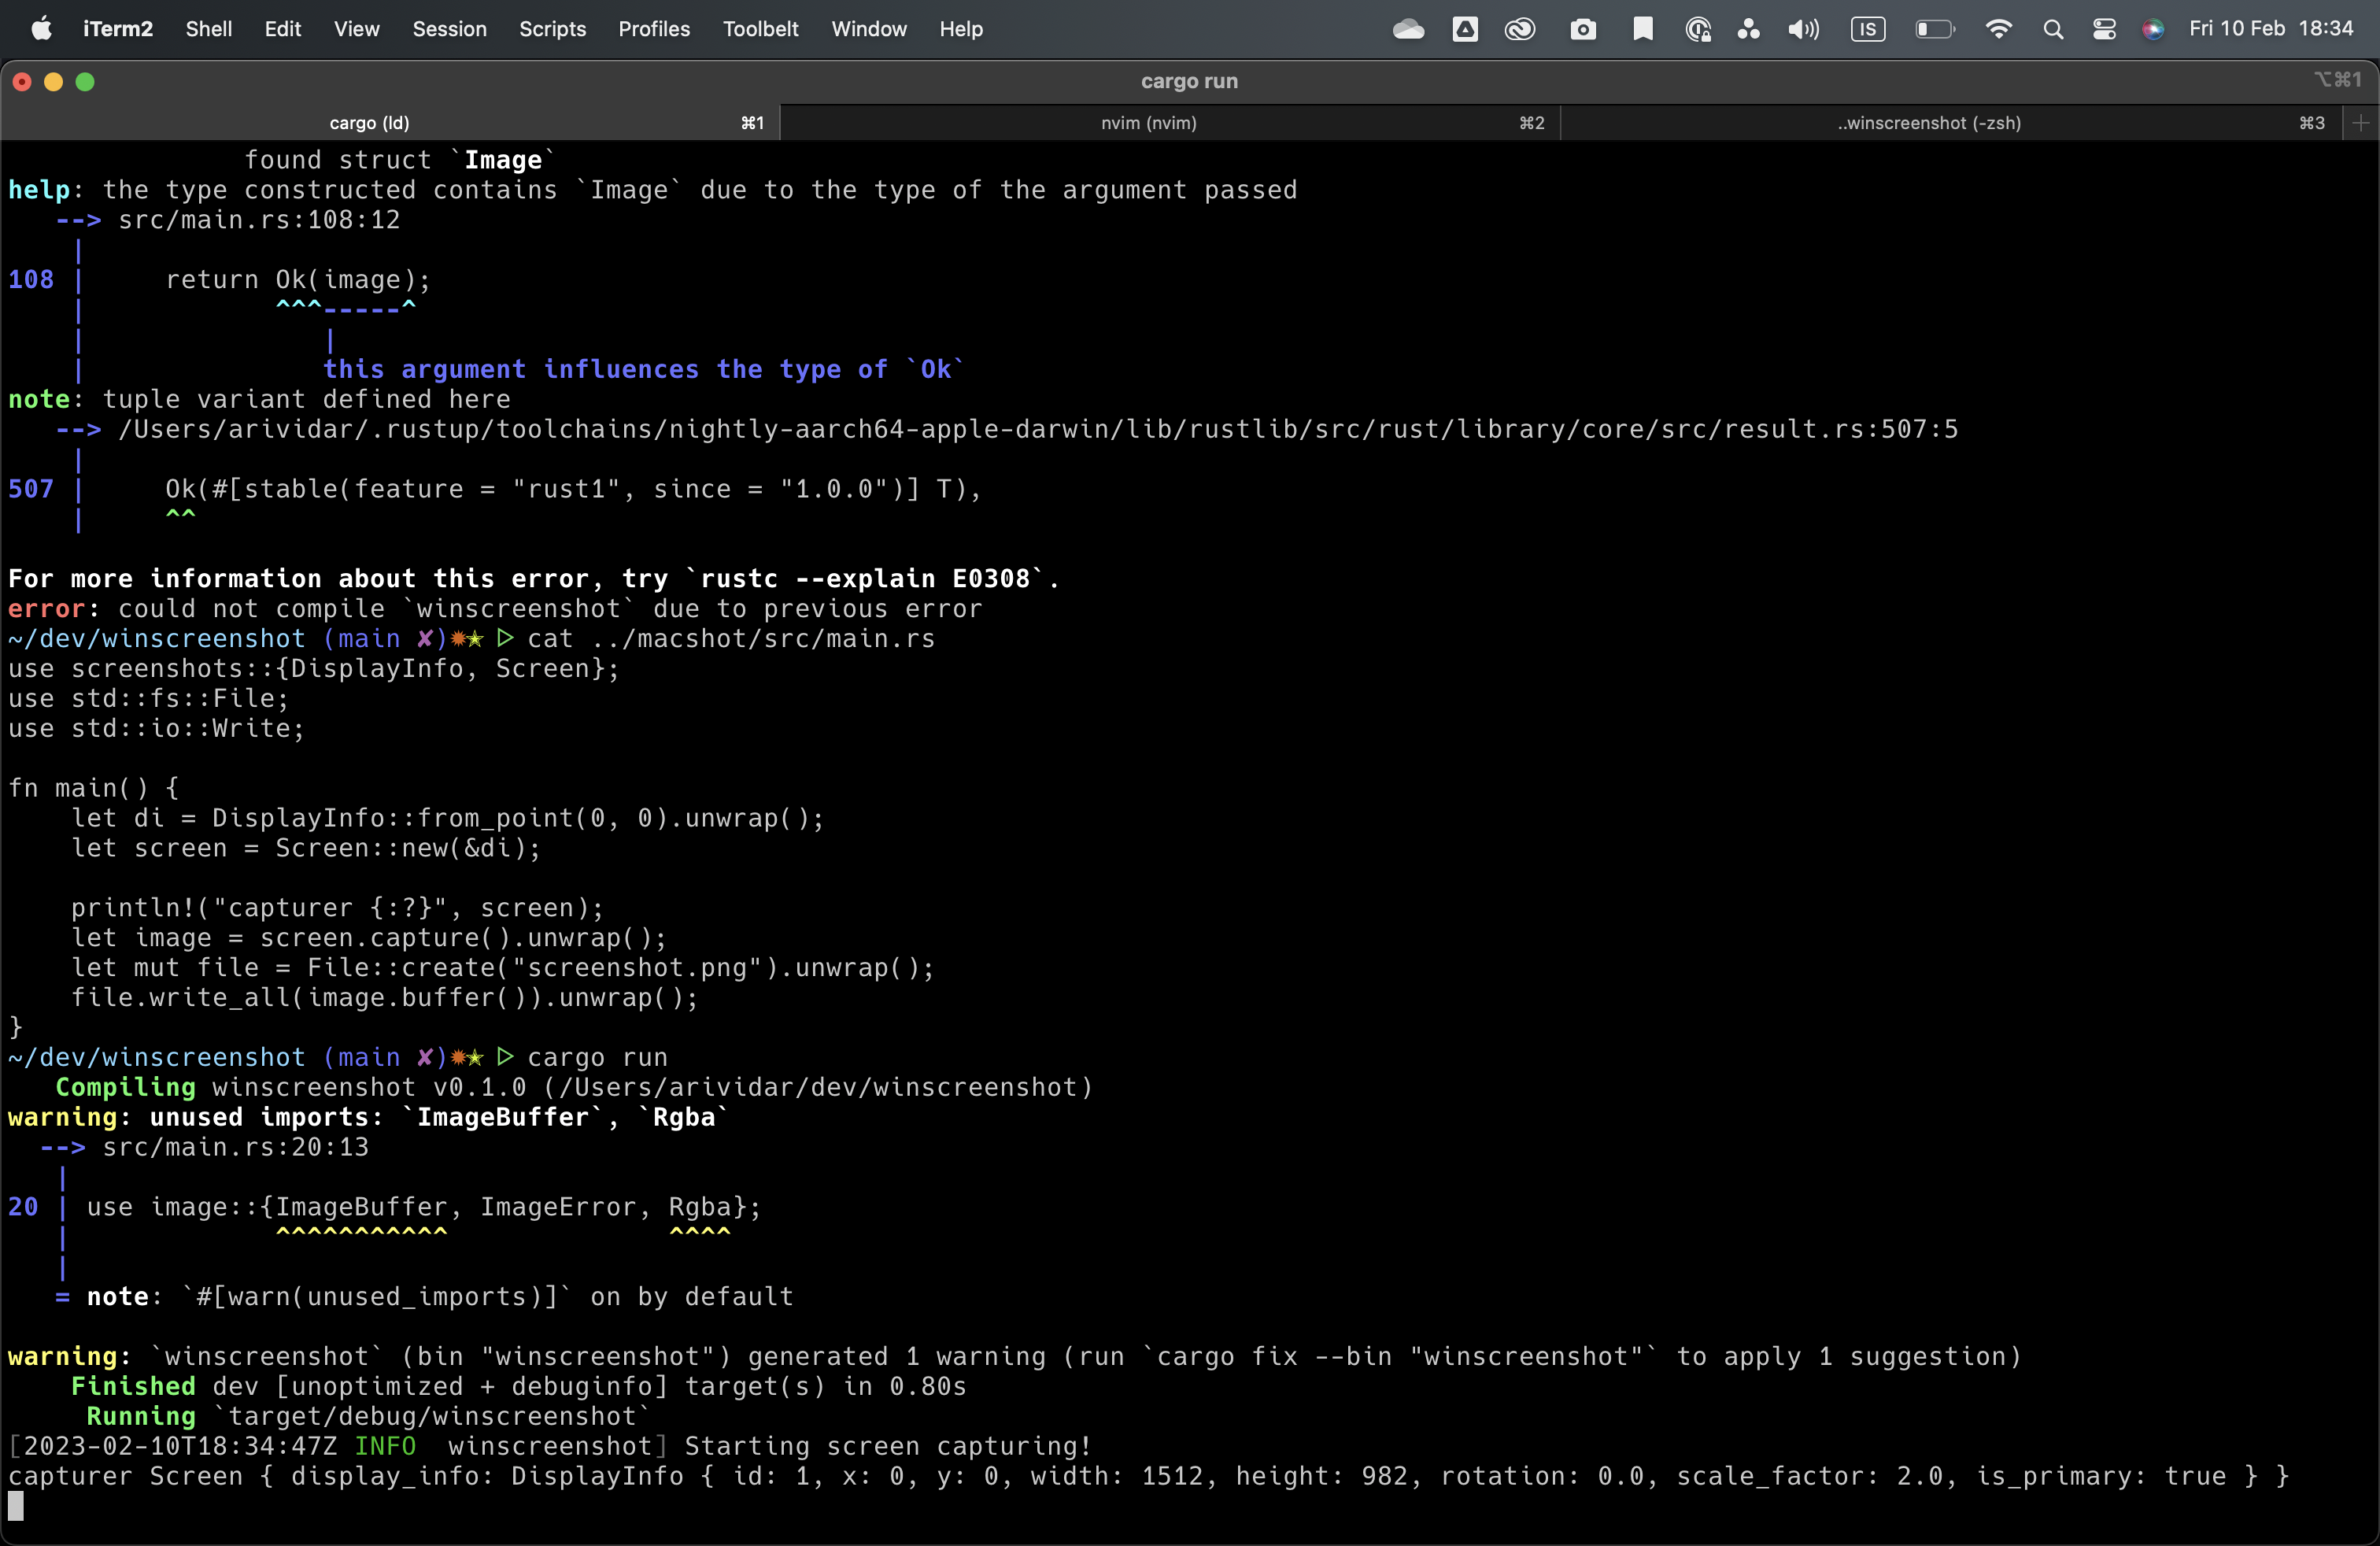 iTerm2 Shell Edit View Session Scripts Profiles Toolbelt Window Help IS Fri 10 Feb 18:34
cargo run ⌥⌘1
cargo (ld) ⌘1 nvim (nvim) ⌘2 ..winscreenshot (-zsh) ⌘3 +
found struct `Image`
help: the type constructed contains `Image` due to the type of the argument passed
--> src/main.rs:108:12
|
108 | return Ok(image);
| ^^^-----^
| |
| this argument influences the type of `Ok`
note: tuple variant defined here
--> /Users/arividar/.rustup/toolchains/nightly-aarch64-apple-darwin/lib/rustlib/src/rust/library/core/src/result.rs:507:5
|
507 | Ok(#[stable(feature = "rust1", since = "1.0.0")] T),
| ^^
For more information about this error, try `rustc --explain E0308`.
error: could not compile `winscreenshot` due to previous error
~/dev/winscreenshot (main ✘)✹✭ ▷ cat ../macshot/src/main.rs
use screenshots::{DisplayInfo, Screen};
use std::fs::File;
use std::io::Write;
fn main() {
let di = DisplayInfo::from_point(0, 0).unwrap();
let screen = Screen::new(&di);
println!("capturer {:?}", screen);
let image = screen.capture().unwrap();
let mut file = File::create("screenshot.png").unwrap();
file.write_all(image.buffer()).unwrap();
}
~/dev/winscreenshot (main ✘)✹✭ ▷ cargo run
Compiling winscreenshot v0.1.0 (/Users/arividar/dev/winscreenshot)
warning: unused imports: `ImageBuffer`, `Rgba`
--> src/main.rs:20:13
|
20 | use image::{ImageBuffer, ImageError, Rgba};
| ^^^^^^^^^^^ ^^^^
|
= note: `#[warn(unused_imports)]` on by default
warning: `winscreenshot` (bin "winscreenshot") generated 1 warning (run `cargo fix --bin "winscreenshot"` to apply 1 suggestion)
Finished dev [unoptimized + debuginfo] target(s) in 0.80s
Running `target/debug/winscreenshot`
[2023-02-10T18:34:47Z INFO winscreenshot] Starting screen capturing!
capturer Screen { display_info: DisplayInfo { id: 1, x: 0, y: 0, width: 1512, height: 982, rotation: 0.0, scale_factor: 2.0, is_primary: true } }